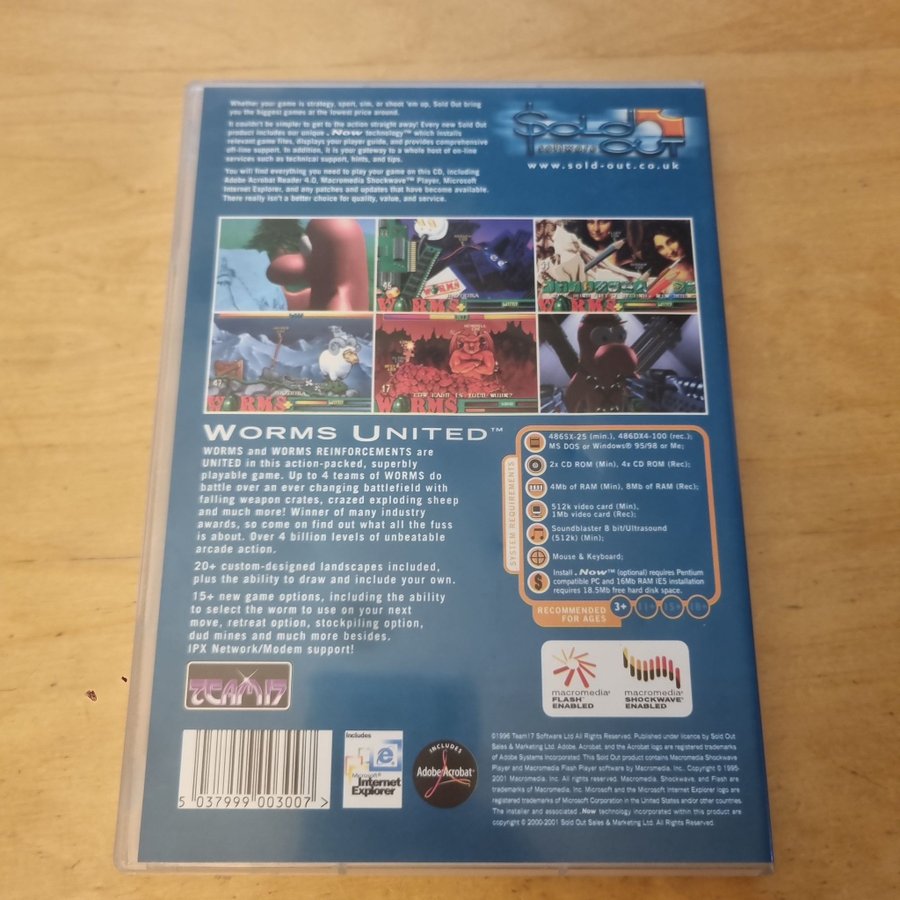 Whether your game is strategy, sport, sim, or shoot 'em up, Sold Out bring
you the biggest games at the lowest price around.
It couldn't be simpler to get to the action straight away! Every new Sold Out
product includes our unique .Now technology™ which installs
relevant game files, displays your player guide, and provides comprehensive
off-line support. In addition, it is your gateway to a whole host of on-line
services such as technical support, hints, and tips.
You will find everything you need to play your game on this CD, including
Adobe Acrobat Reader 4.0, Macromedia Shockwave™ Player, Microsoft
Internet Explorer, and any patches and updates that have become available.
There really isn't a better choice for quality, value, and service.
SOLD
OUT
www.sold-out.co.uk
WORMS
WORMS
WORMS
WORMS
WORMS
WORMS UNITED™
WORMS and WORMS REINFORCEMENTS are
UNITED in this action-packed, superbly
playable game. Up to 4 teams of WORMS do
battle over an ever changing battlefield with
falling weapon crates, crazed exploding sheep
and much more! Winner of many industry
awards, so come on find out what all the fuss
is about. Over 4 billion levels of unbeatable
arcade action.
20+ custom-designed landscapes included,
plus the ability to draw and include your own.
15+ new game options, including the ability
to select the worm to use on your next
move, retreat option, stockpiling option,
dud mines and much more besides.
IPX Network/Modem support!
SYSTEM REQUIREMENTS
486SX-25 (min.), 486DX4-100 (rec.);
MS DOS or Windows® 95/98 or Me;
2x CD ROM (Min), 4x CD ROM (Rec);
4Mb of RAM (Min), 8Mb of RAM (Rec);
512k video card (Min),
1Mb video card (Rec);
Soundblaster 8 bit/Ultrasound
(512k) (Min);
Mouse & Keyboard;
Install .Now™ (optional) requires Pentium
compatible PC and 16Mb RAM IE5 installation
requires 18.5Mb free hard disk space.
RECOMMENDED
FOR AGES
3+ 11+ 15+ 18+
TEAM17
macromedia®
FLASH™
ENABLED
macromedia®
SHOCKWAVE™
ENABLED
5 037999 003007 >
Includes
Microsoft
Internet
Explorer
INCLUDES
Adobe Acrobat
©1996 Team17 Software Ltd All Rights Reserved. Published under licence by Sold Out
Sales & Marketing Ltd. Adobe, Acrobat, and the Acrobat logo are registered trademarks
of Adobe Systems Incorporated. This Sold Out product contains Macromedia Shockwave
Player and Macromedia Flash Player software by Macromedia, Inc., Copyright © 1995-
2001 Macromedia, Inc. All rights reserved. Macromedia, Shockwave, and Flash are
trademarks of Macromedia, Inc. Microsoft and the Microsoft Internet Explorer logo are
registered trademarks of Microsoft Corporation in the United States and/or other countries.
The installer and associated .Now technology incorporated within this product are
copyright © 2000-2001 Sold Out Sales & Marketing Ltd. All Rights Reserved.